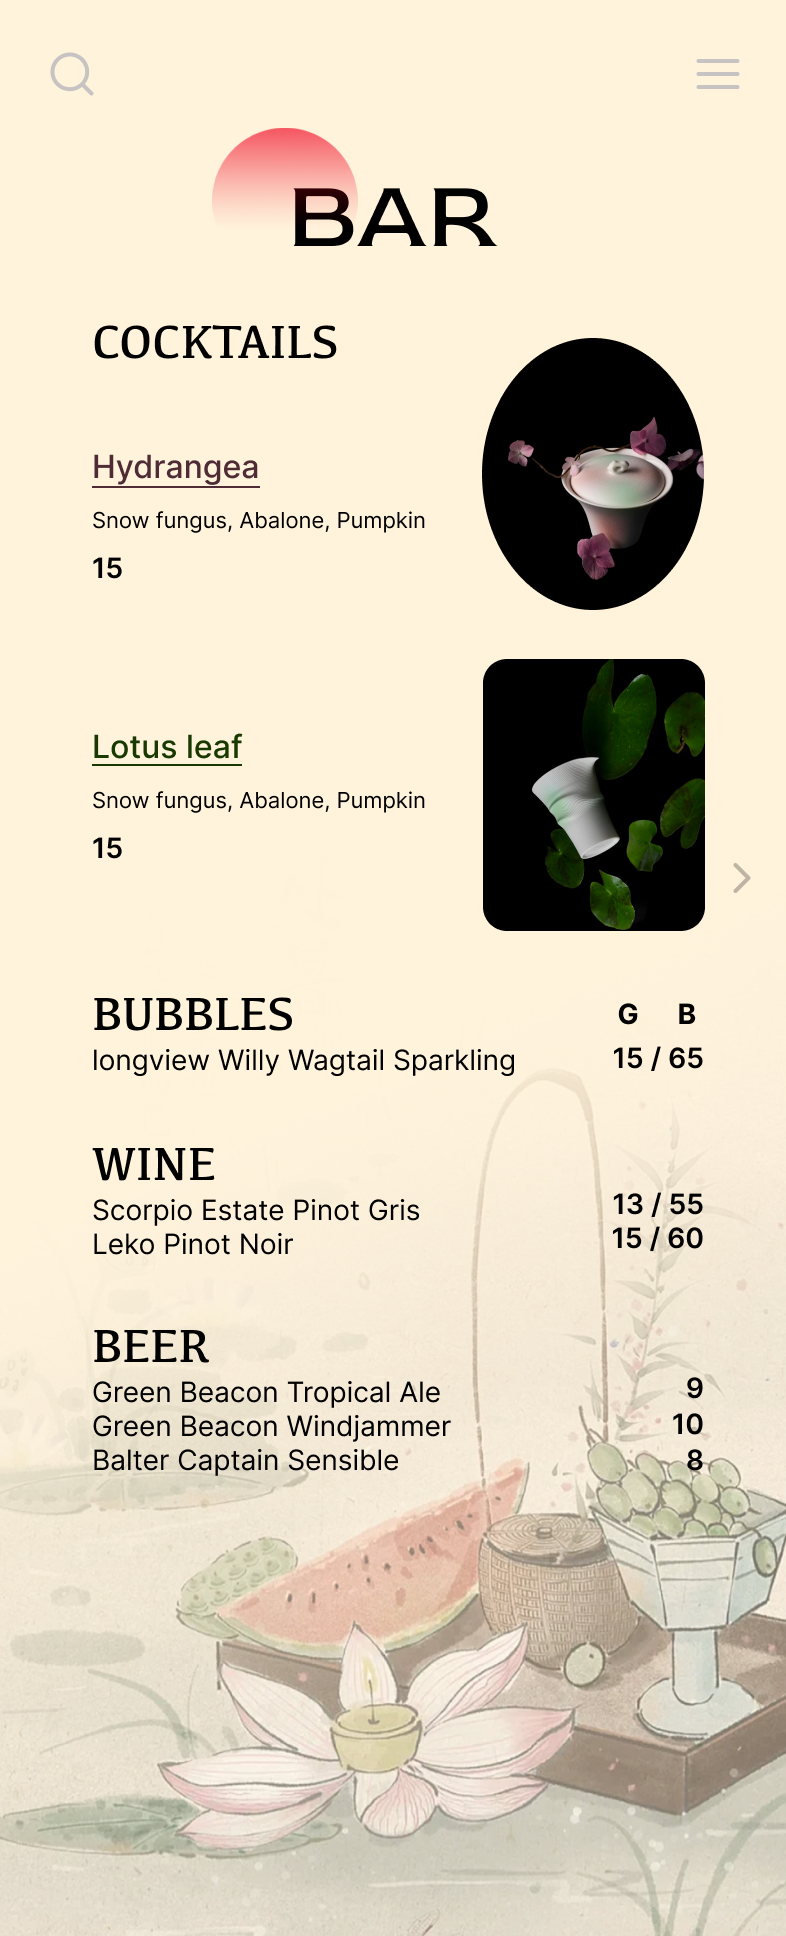 BAR
COCKTAILS
Hydrangea
Snow fungus, Abalone, Pumpkin
15
Lotus leaf
Snow fungus, Abalone, Pumpkin
15
BUBBLES G B
longview Willy Wagtail Sparkling 15 / 65
WINE
Scorpio Estate Pinot Gris 13 / 55
Leko Pinot Noir 15 / 60
BEER
Green Beacon Tropical Ale 9
Green Beacon Windjammer 10
Balter Captain Sensible 8